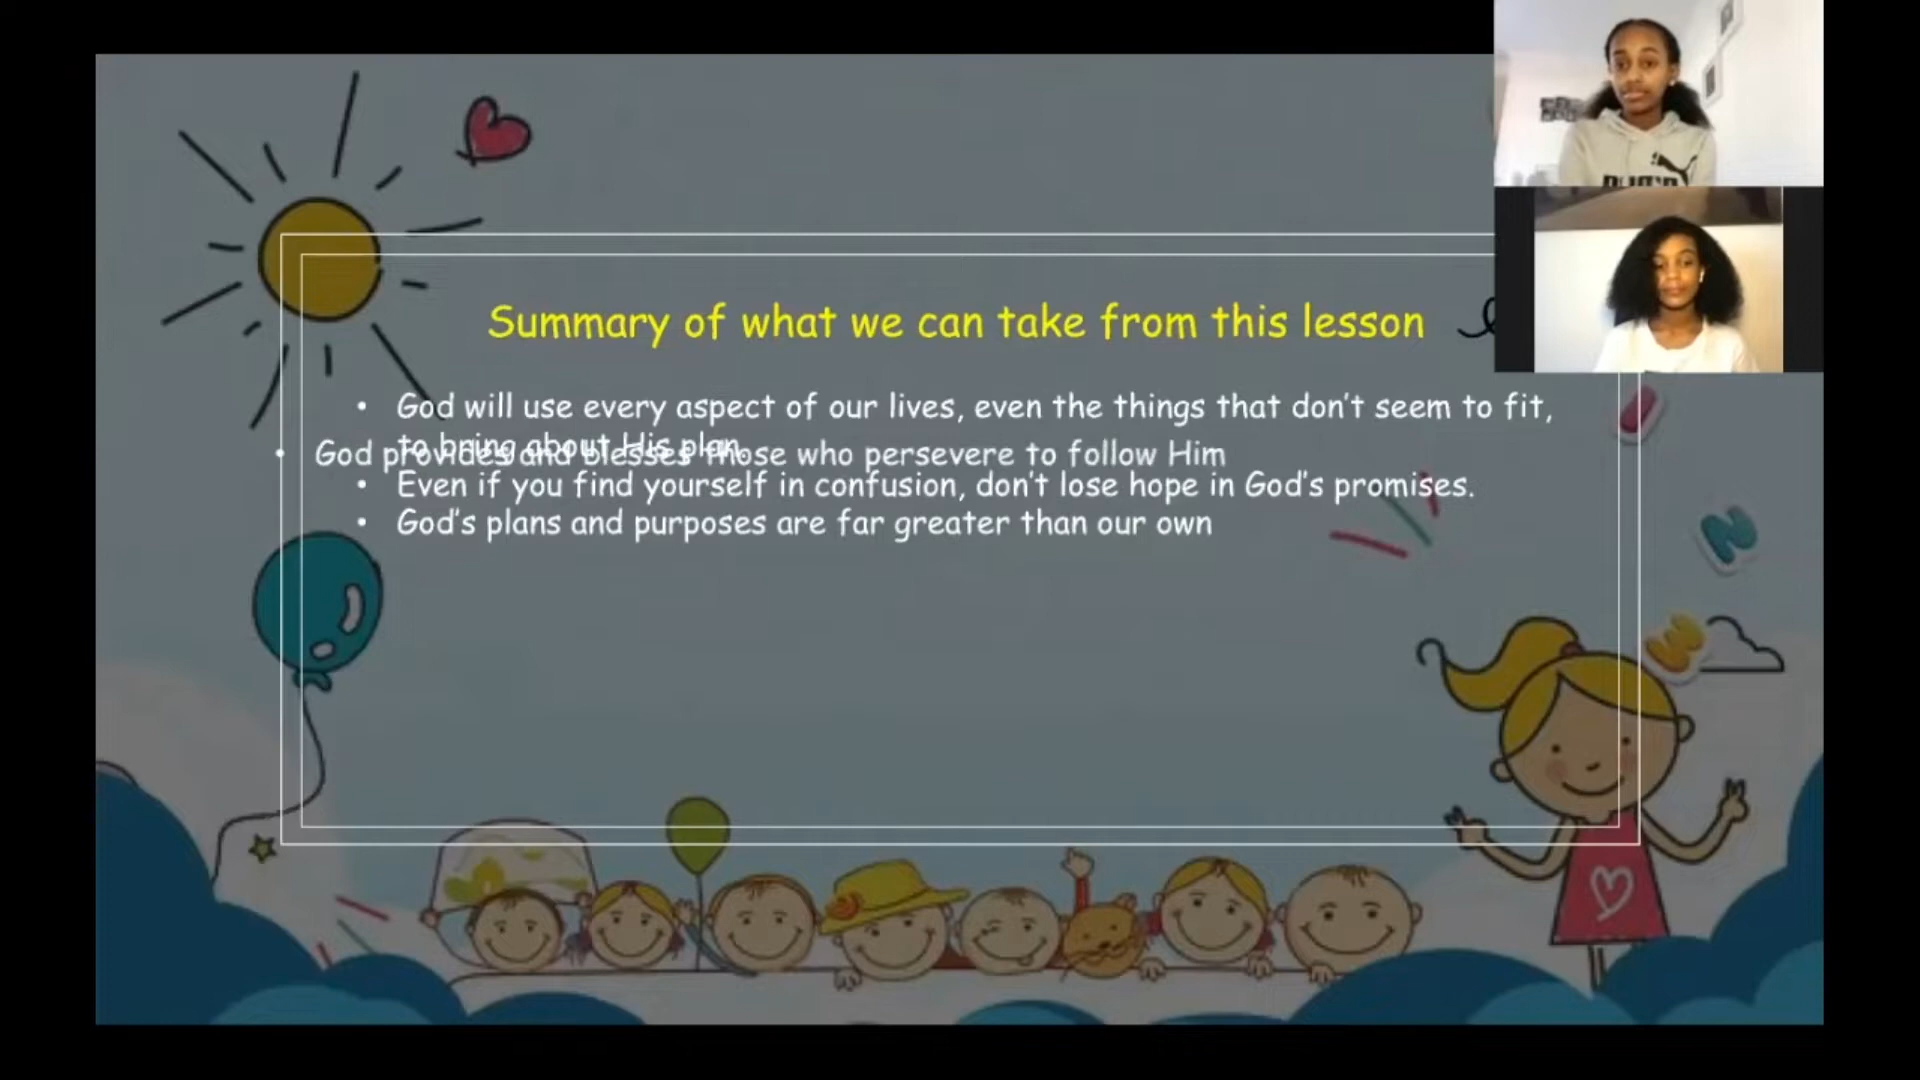 Summary of what we can take from this lesson
• God will use every aspect of our lives, even the things that don't seem to fit,
to bring about His plan.
• God provides and blesses those who persevere to follow Him
• Even if you find yourself in confusion, don't lose hope in God's promises.
• God's plans and purposes are far greater than our own
N
3